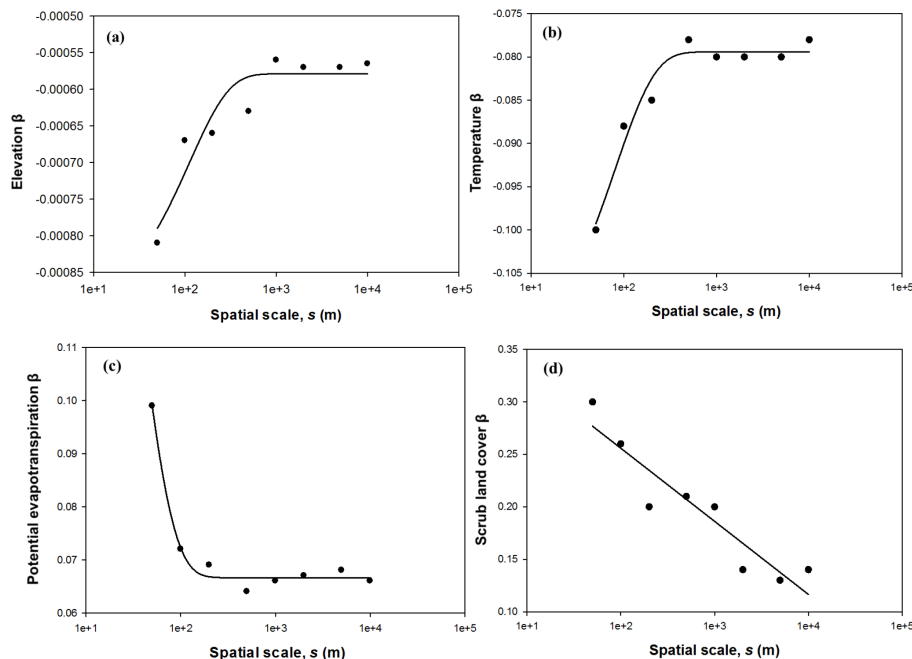 (a)
Elevation β
-0.00050
-0.00055
-0.00060
-0.00065
-0.00070
-0.00075
-0.00080
-0.00085
1e+1 1e+2 1e+3 1e+4 1e+5
Spatial scale, s (m)
(b)
Temperature β
-0.075
-0.080
-0.085
-0.090
-0.095
-0.100
-0.105
1e+1 1e+2 1e+3 1e+4 1e+5
Spatial scale, s (m)
(c)
Potential evapotranspiration β
0.11
0.10
0.09
0.08
0.07
0.06
1e+1 1e+2 1e+3 1e+4 1e+5
Spatial scale, s (m)
(d)
Scrub land cover β
0.35
0.30
0.25
0.20
0.15
0.10
1e+1 1e+2 1e+3 1e+4 1e+5
Spatial scale, s (m)